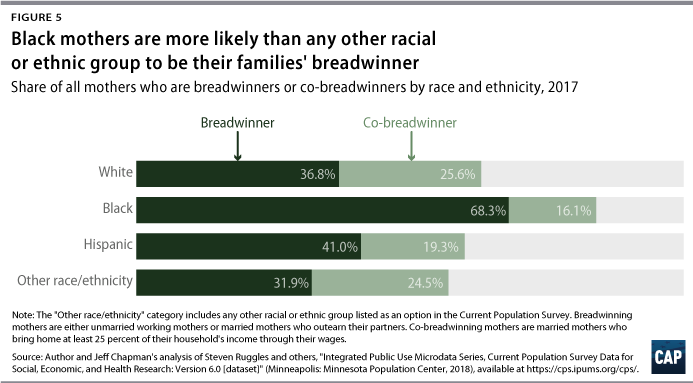 FIGURE 5
Black mothers are more likely than any other racial
or ethnic group to be their families' breadwinner
Share of all mothers who are breadwinners or co-breadwinners by race and ethnicity, 2017
Breadwinner Co-breadwinner
White 36.8% 25.6%
Black 68.3% 16.1%
Hispanic 41.0% 19.3%
Other race/ethnicity 31.9% 24.5%
Note: The "Other race/ethnicity" category includes any other racial or ethnic group listed as an option in the Current Population Survey. Breadwinning
mothers are either unmarried working mothers or married mothers who outearn their partners. Co-breadwinning mothers are married mothers who
bring home at least 25 percent of their household's income through their wages.
Source: Author and Jeff Chapman's analysis of Steven Ruggles and others, "Integrated Public Use Microdata Series, Current Population Survey Data for
Social, Economic, and Health Research: Version 6.0 [dataset]" (Minneapolis: Minnesota Population Center, 2018), available at https://cps.ipums.org/cps/.
CAP